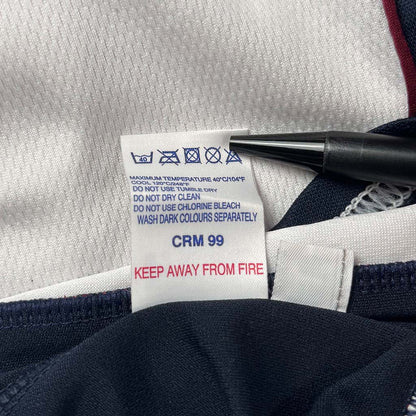 40
MAXIMUM TEMPERATURE 40°C/104°F
COOL 120°C/248°F
DO NOT USE TUMBLE DRY
DO NOT DRY CLEAN
DO NOT USE CHLORINE BLEACH
WASH DARK COLOURS SEPARATELY
CRM 99
KEEP AWAY FROM FIRE